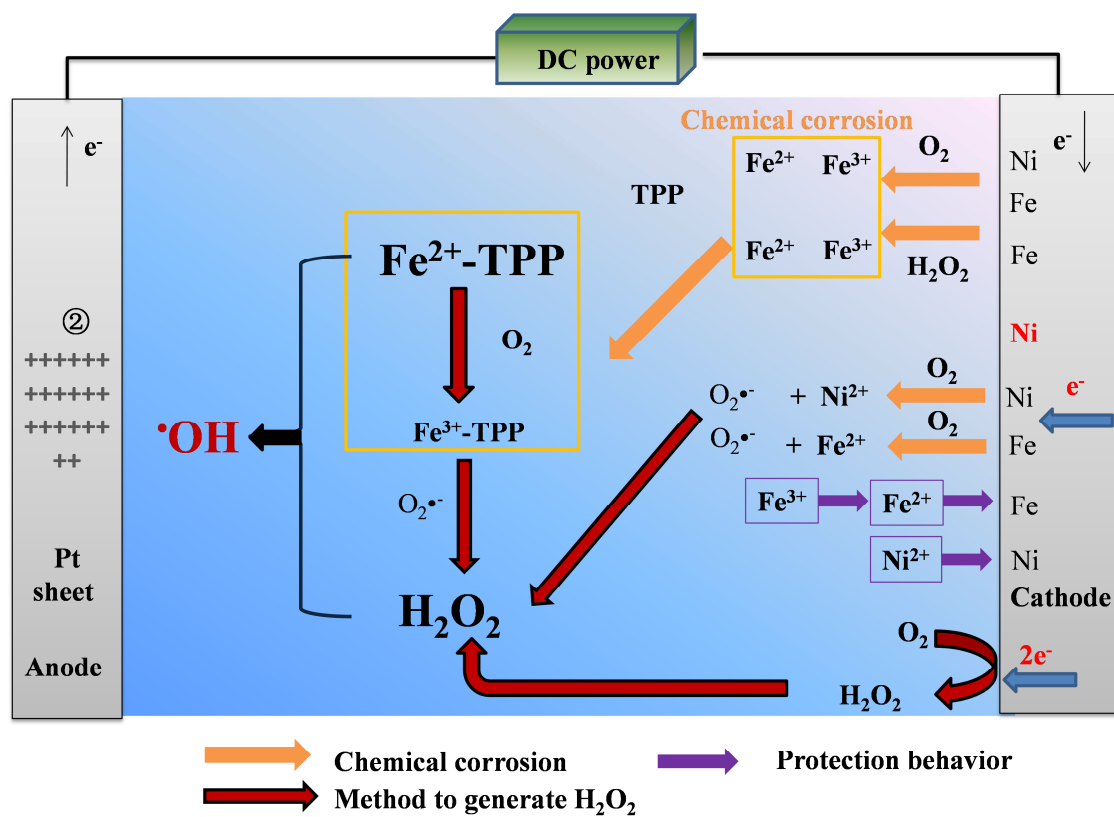 DC power
e⁻
②
++++++
++++++
++++++
++
Pt
sheet
Anode
Chemical corrosion
Fe²⁺ Fe³⁺
Fe²⁺ Fe³⁺
TPP
O₂
H₂O₂
Fe²⁺-TPP
O₂
Fe³⁺-TPP
O₂•⁻
H₂O₂
•OH
O₂•⁻ + Ni²⁺
O₂
O₂•⁻ + Fe²⁺
O₂
Fe³⁺
Fe²⁺
Ni²⁺
O₂
H₂O₂
e⁻
Ni
Fe
Fe
Ni
Ni
e⁻
Fe
Fe
Ni
Cathode
2e⁻
Chemical corrosion
Protection behavior
Method to generate H₂O₂